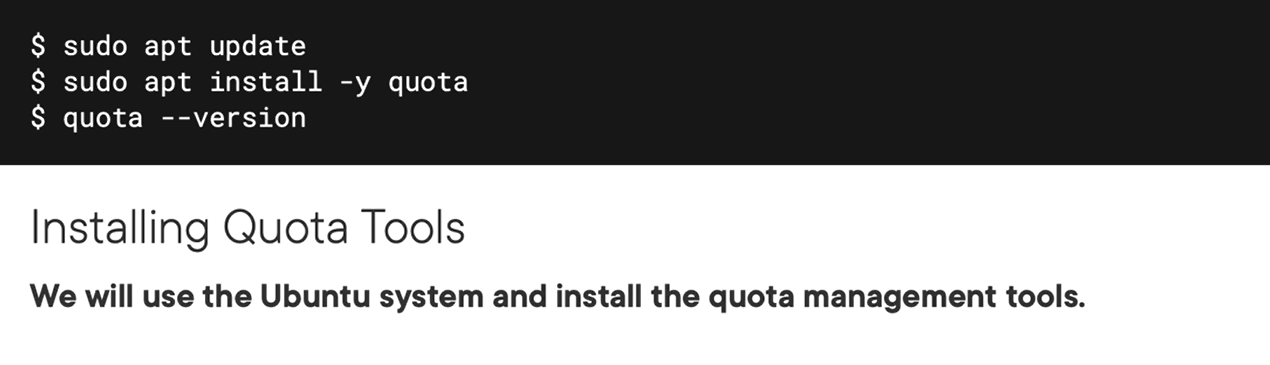 $ sudo apt update
$ sudo apt install -y quota
$ quota --version
Installing Quota Tools
We will use the Ubuntu system and install the quota management tools.